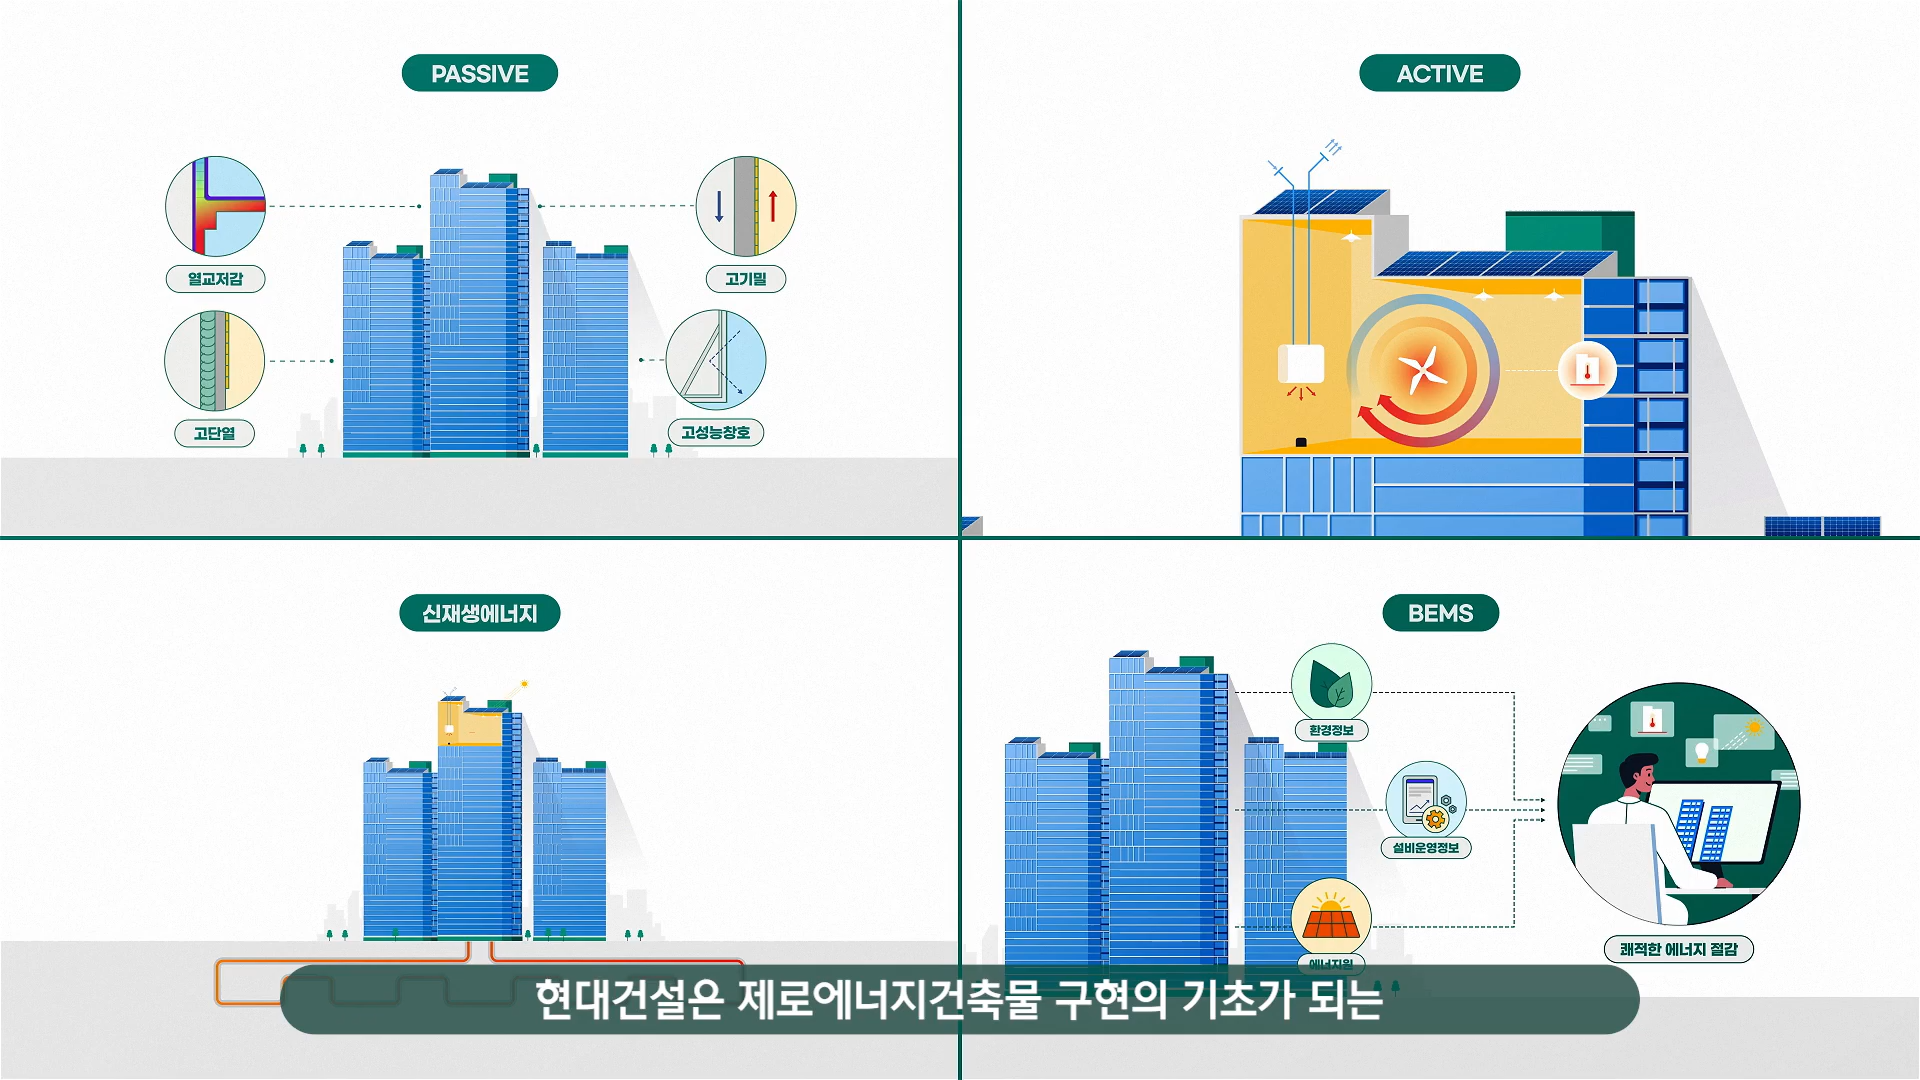 PASSIVE
열교저감
고기밀
고단열
고성능창호
ACTIVE
신재생에너지
BEMS
환경정보
설비운영정보
에너지원
쾌적한 에너지 절감
현대건설은 제로에너지건축물 구현의 기초가 되는